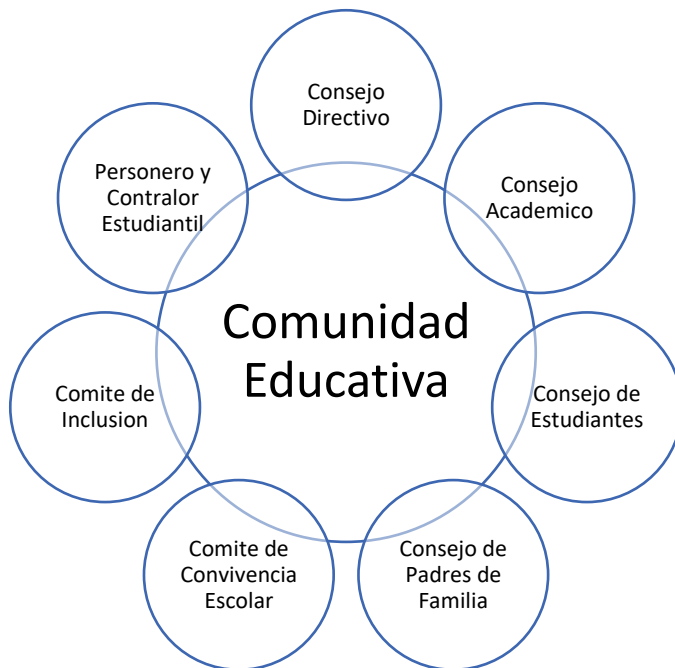 Consejo
Directivo
Consejo
Academico
Consejo de
Estudiantes
Consejo de
Padres de
Familia
Comite de
Convivencia
Escolar
Comite de
Inclusion
Personero y
Contralor
Estudiantil
Comunidad
Educativa